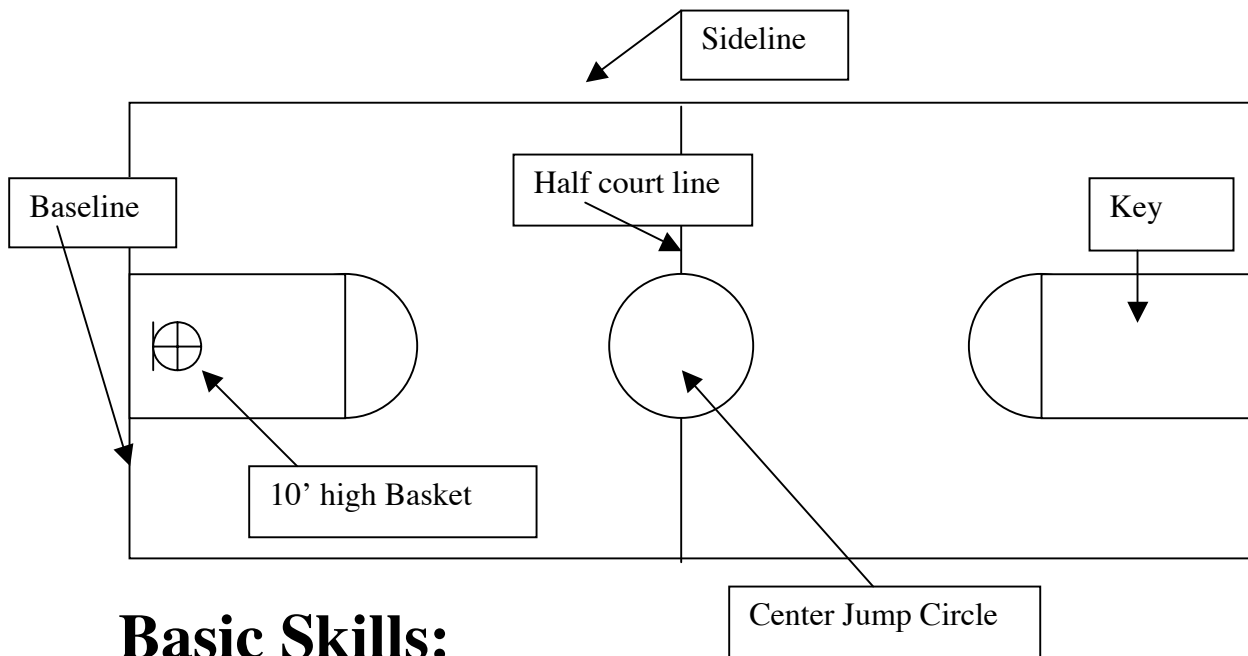 Sideline
Half court line
Baseline
Key
10’ high Basket
Center Jump Circle
Basic Skills: